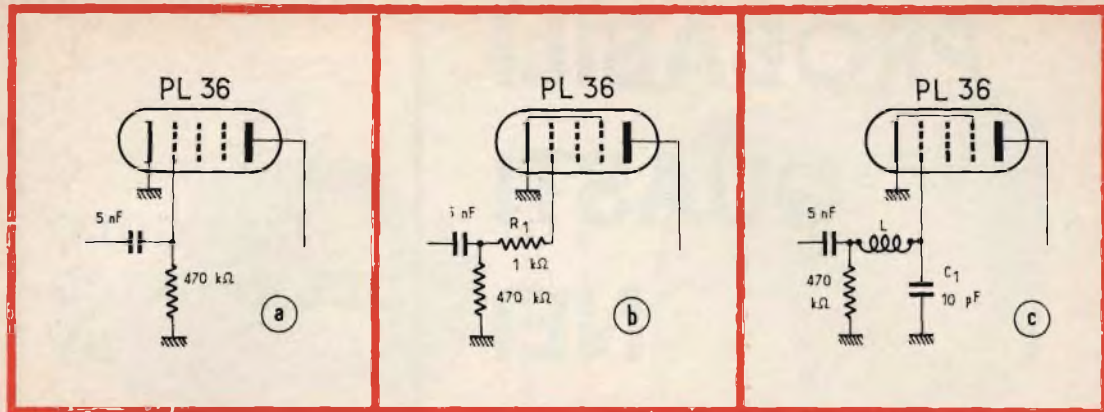 PL 36
5 nF
470 kΩ
a
PL 36
nF
R1
1 kΩ
470 kΩ
b
PL 36
5 nF
L
470
kΩ
C1
10 pF
c